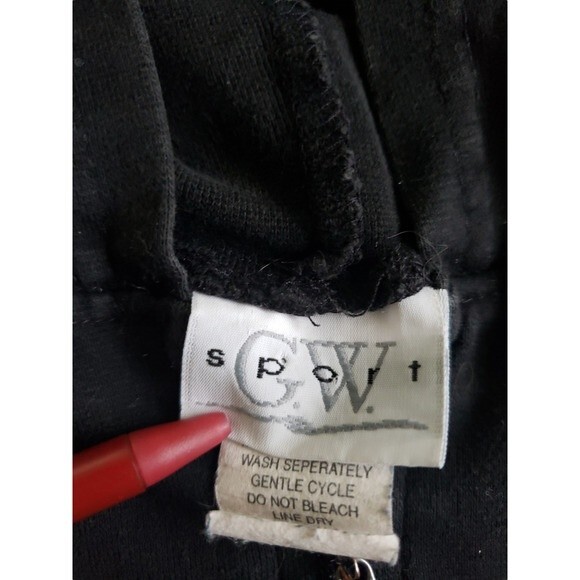 G.W.
sport
WASH SEPERATELY
GENTLE CYCLE
DO NOT BLEACH
LINE DRY